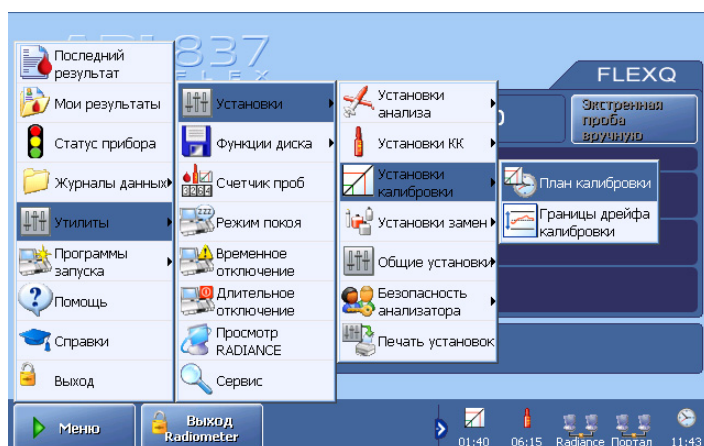 837
FLEX
FLEXQ
Экстренная
проба
вручную
Последний
результат
Мои результаты
Статус прибора
Журналы данных
Утилиты
Программы
запуска
Помощь
Справки
Выход
Установки
Функции диска
Счетчик проб
Режим покоя
Временное
отключение
Длительное
отключение
Просмотр
RADIANCE
Сервис
Установки
анализа
Установки КК
Установки
калибровки
Установки замен
Общие установки
Безопасность
анализатора
Печать установок
План калибровки
Границы дрейфа
калибровки
Меню
Выход
Radiometer
01:40
06:15
Radiance
Портал
11:43